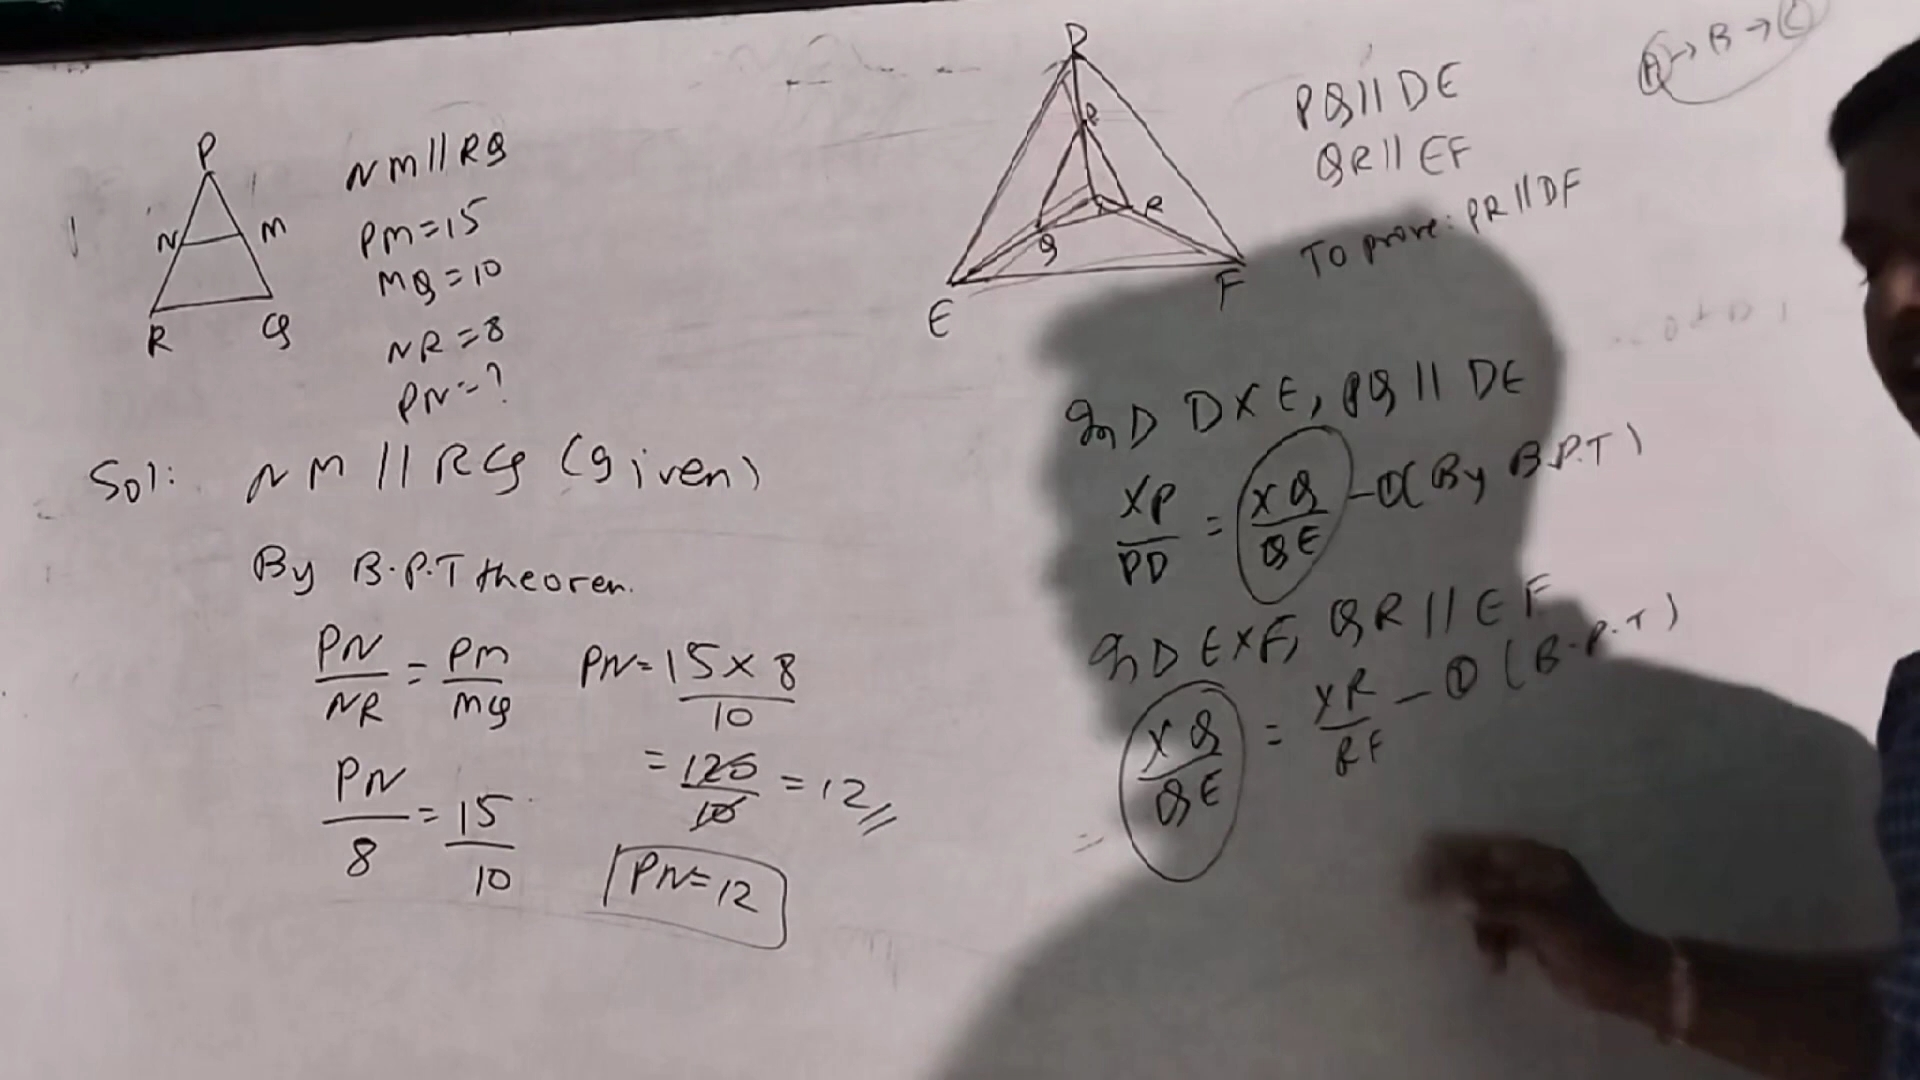 P
N M
R Q
NM || RQ
PM = 15
MQ = 10
NR = 8
PN = ?
Sol: NM || RQ (given)
By B.P.T theorem.
PN/NR = PM/MQ
PN/8 = 15/10
PN = 15 × 8/10
= 120/10 = 12
PN = 12
D
Q R
E F
PQ || DE
QR || EF
To prove: PR || DF
A → B → C
In D DXE, PQ || DE
XP/PD = XQ/QE - ① (By B.P.T)
In D EXF, QR || EF
XQ/QE = XR/RF - ② (B.P.T)